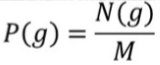 P(g) = N(g)/M